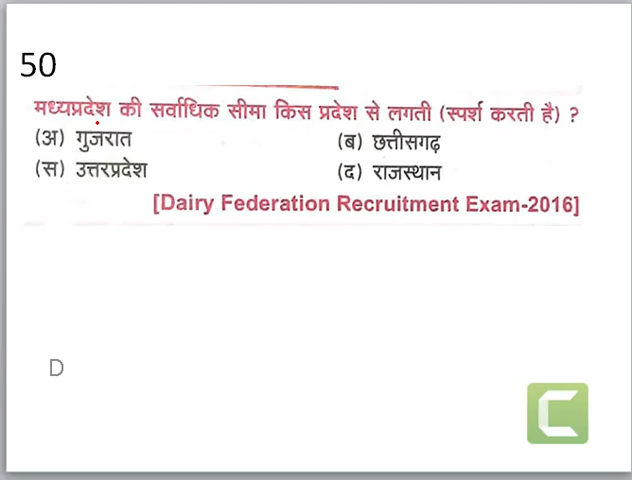 50
मध्यप्रदेश की सर्वाधिक सीमा किस प्रदेश से लगती (स्पर्श करती है) ?
(अ) गुजरात (ब) छत्तीसगढ़
(स) उत्तरप्रदेश (द) राजस्थान
[Dairy Federation Recruitment Exam-2016]
D